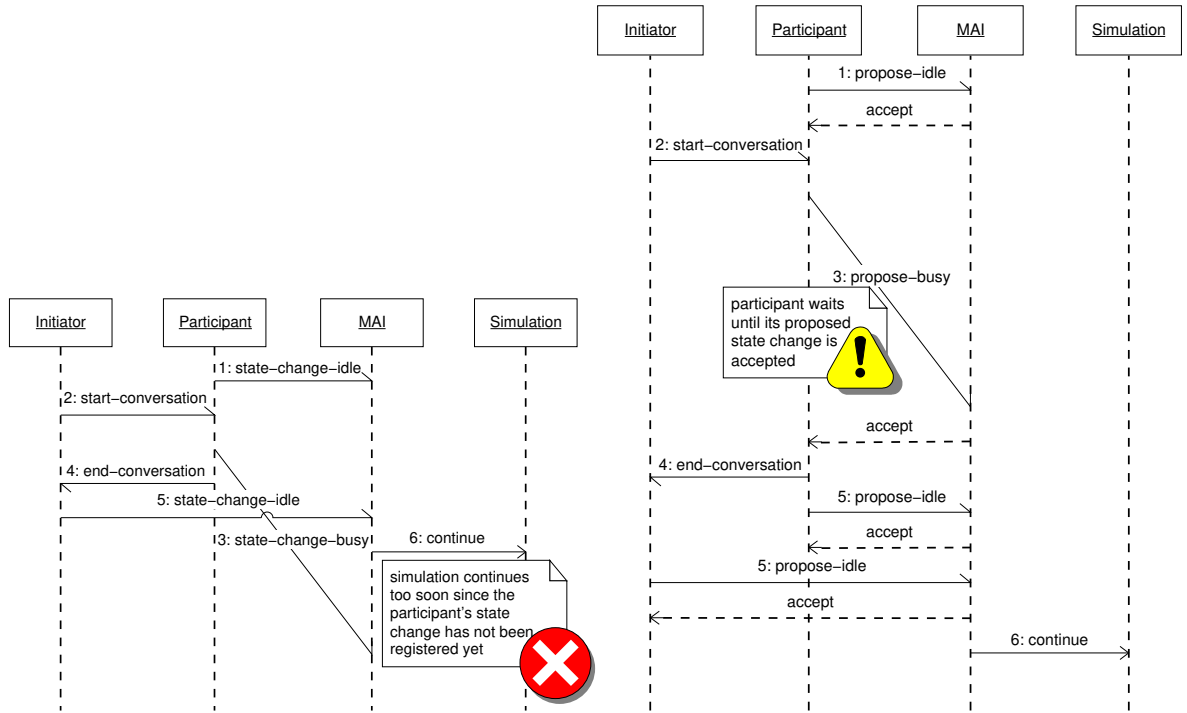 Initiator
Participant
MAI
Simulation
1: state−change−idle
2: start−conversation
4: end−conversation
5: state−change−idle
3: state−change−busy
6: continue
simulation continues
too soon since the
participant's state
change has not been
registered yet
Initiator
Participant
MAI
Simulation
1: propose−idle
accept
2: start−conversation
3: propose−busy
participant waits
until its proposed
state change is
accepted
accept
4: end−conversation
5: propose−idle
accept
5: propose−idle
accept
6: continue